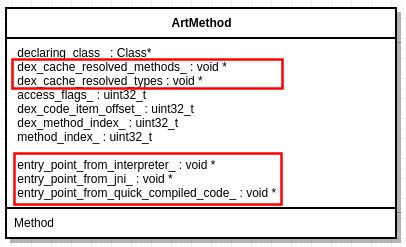 ArtMethod
declaring_class_ : Class*
dex_cache_resolved_methods_ : void *
dex_cache_resolved_types : void *
access_flags_ : uint32_t
dex_code_item_offset_ : uint32_t
dex_method_index_ : uint32_t
method_index_ : uint32_t
entry_point_from_interpreter_ : void *
entry_point_from_jni_ : void *
entry_point_from_quick_compiled_code_ : void *
Method